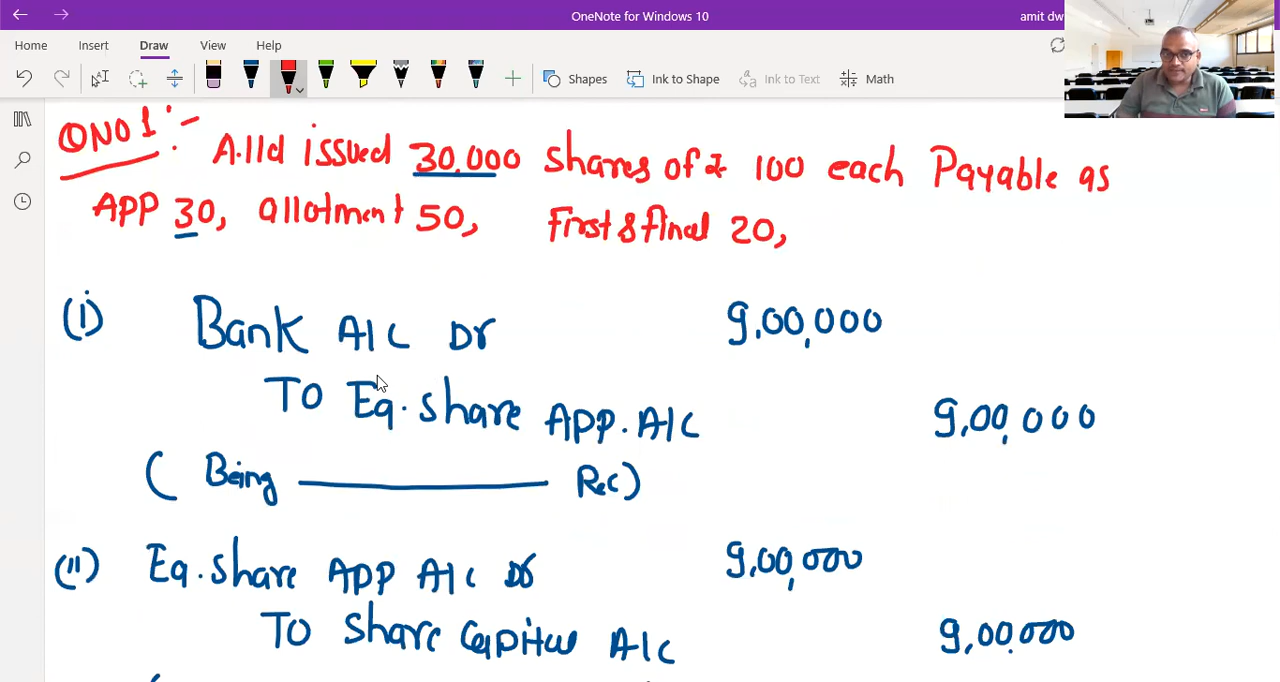 OneNote for Windows 10
amit dw
Home Insert Draw View Help
Shapes Ink to Shape Ink to Text Math
QNO 1:-
A.lld issued 30,000 Shares of ₹ 100 each Payable as
APP 30, allotment 50, First & final 20,
(i) Bank A/C Dr 9,00,000
TO Eq. Share APP. A/C 9,00,000
( Being ——— Rec)
(ii) Eq. Share APP A/C Dr 9,00,000
TO Share Capital A/C 9,00,000
(